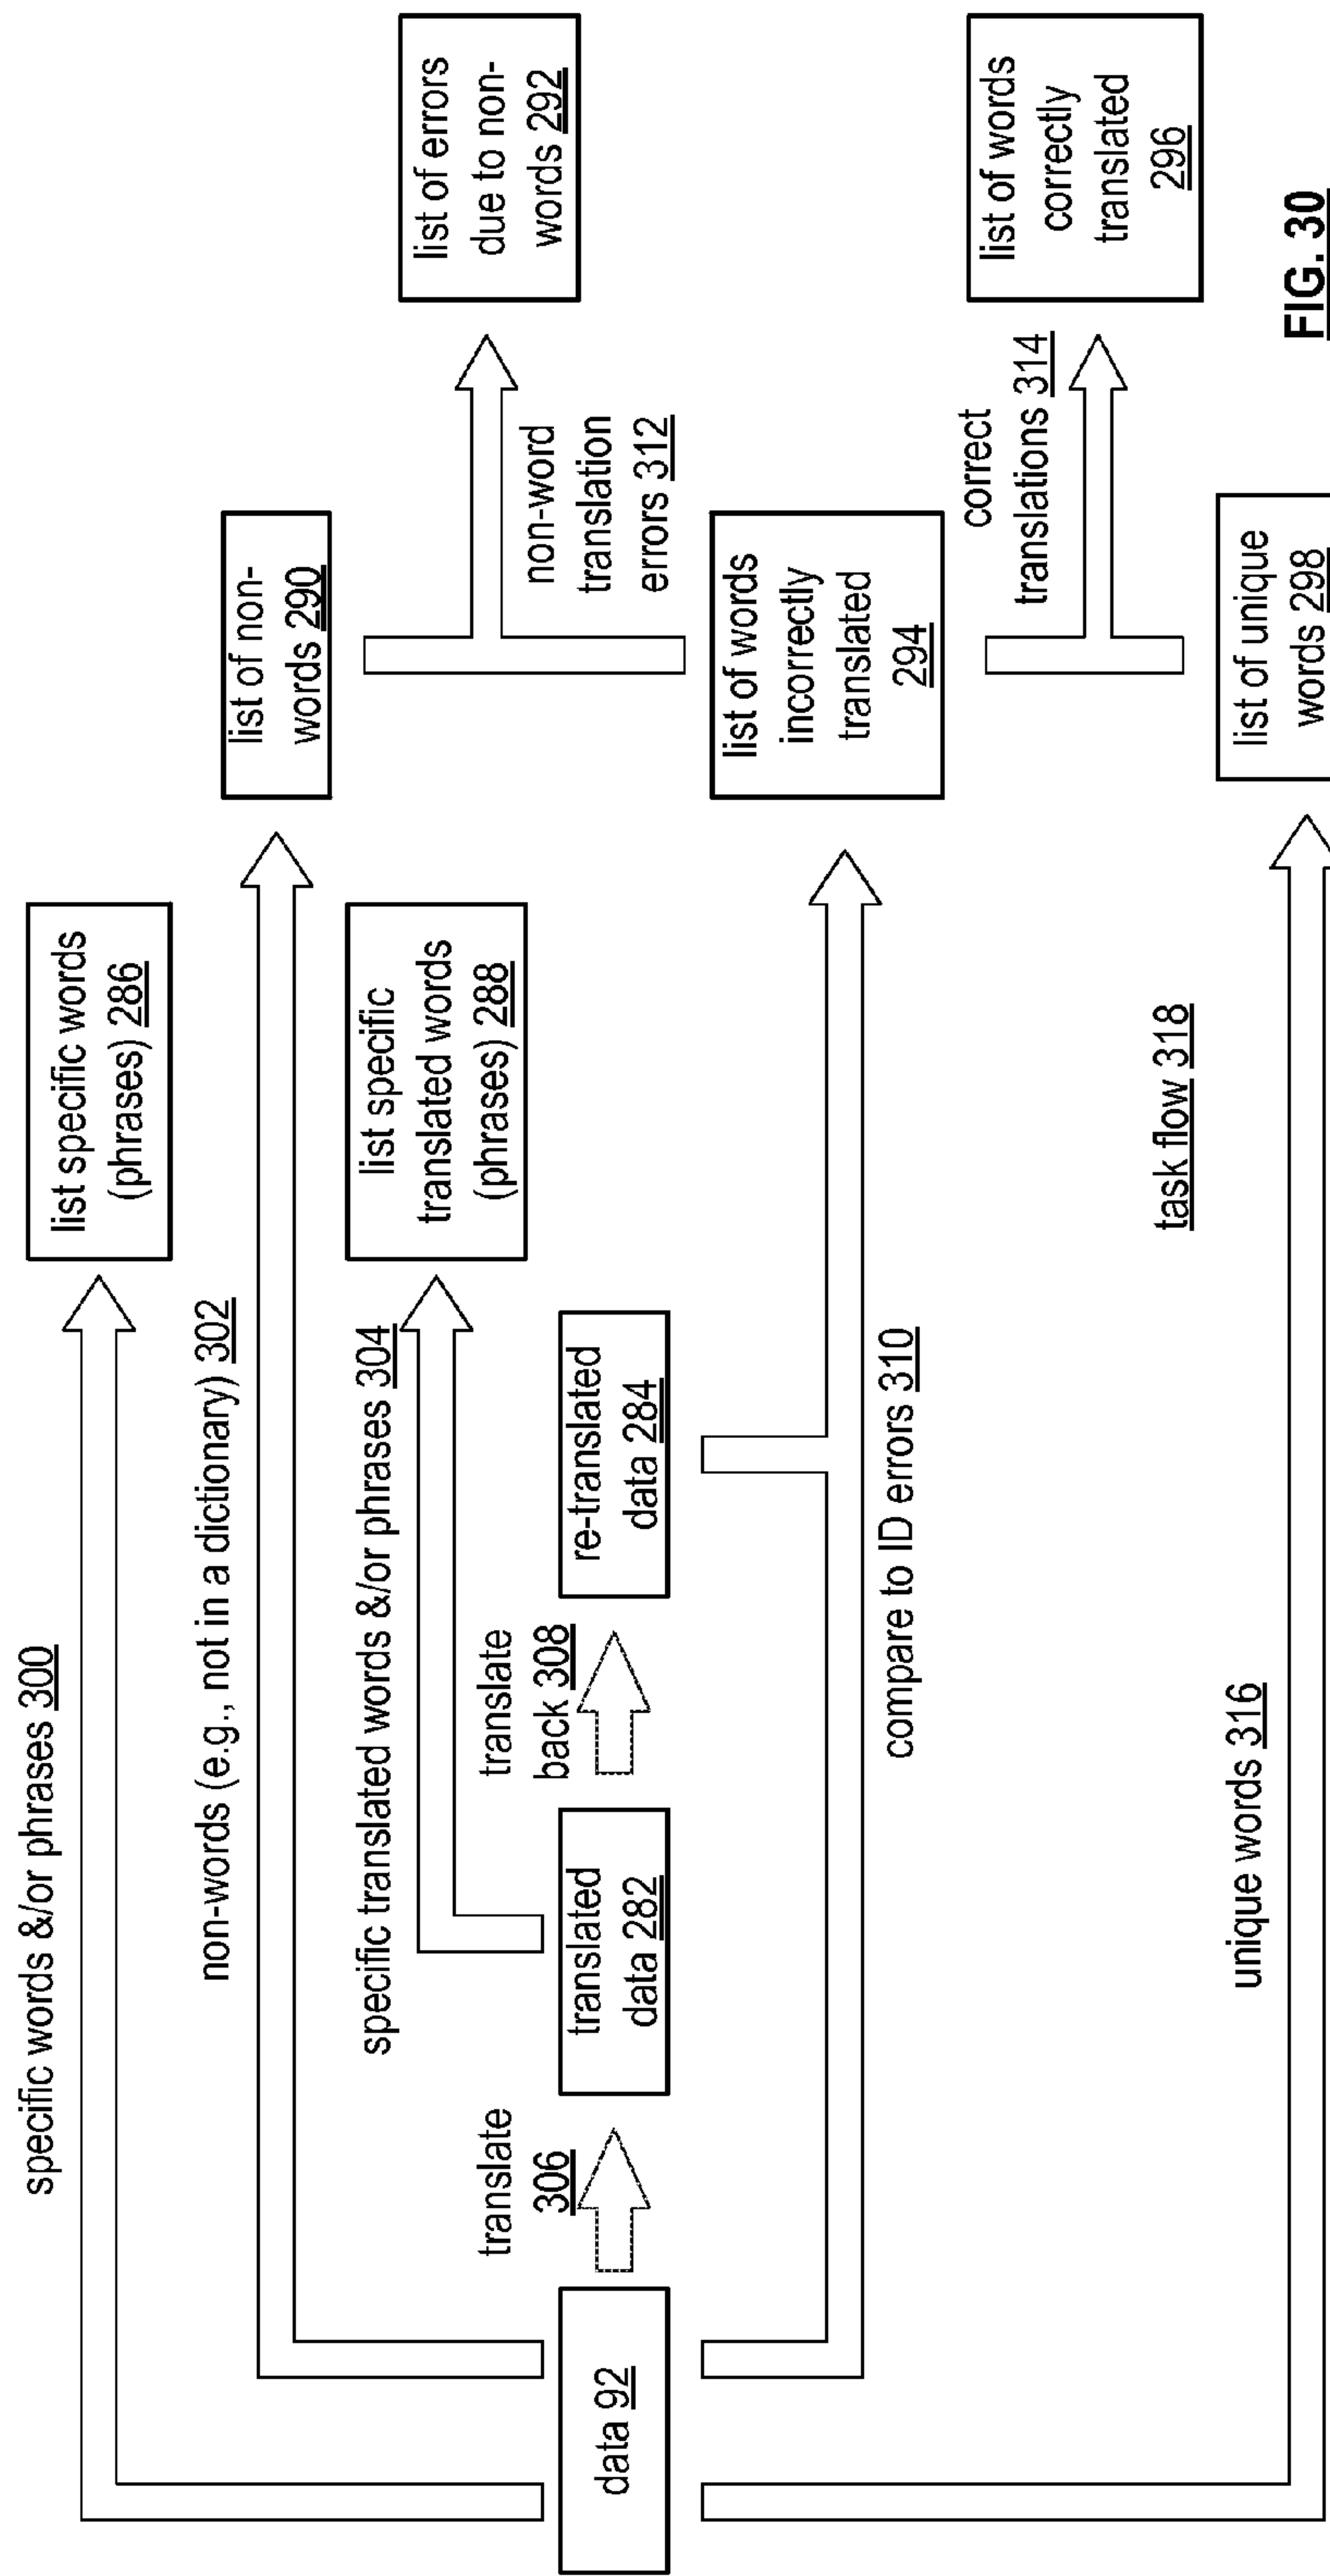 specific words &/or phrases 300
list specific words
(phrases) 286
non-words (e.g., not in a dictionary) 302
list of non-
words 290
specific translated words &/or phrases 304
list specific
translated words
(phrases) 288
list of errors
due to non-
words 292
translate
306
translate
back 308
non-word
translation
errors 312
data 92
translated
data 282
re-translated
data 284
list of words
incorrectly
translated
294
compare to ID errors 310
correct
translations 314
list of words
correctly
translated
296
task flow 318
unique words 316
list of unique
words 298
FIG. 30